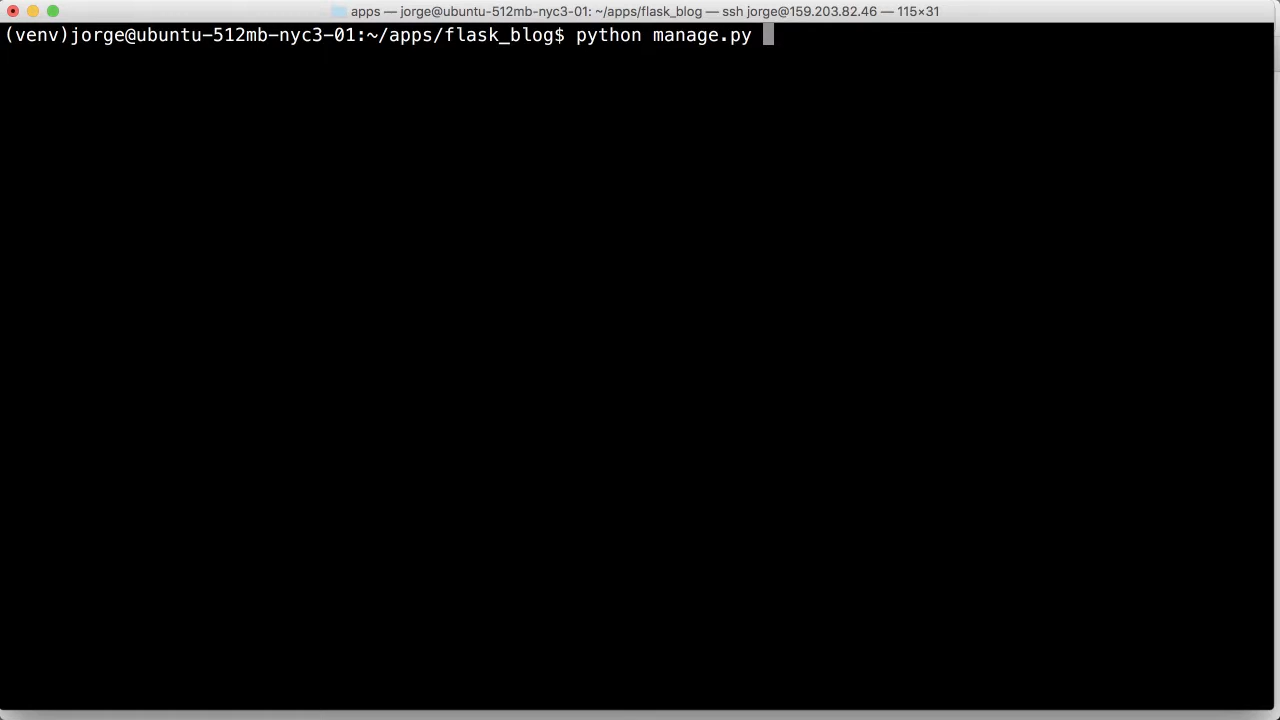 apps — jorge@ubuntu-512mb-nyc3-01: ~/apps/flask_blog — ssh jorge@159.203.82.46 — 115×31
(venv)jorge@ubuntu-512mb-nyc3-01:~/apps/flask_blog$ python manage.py